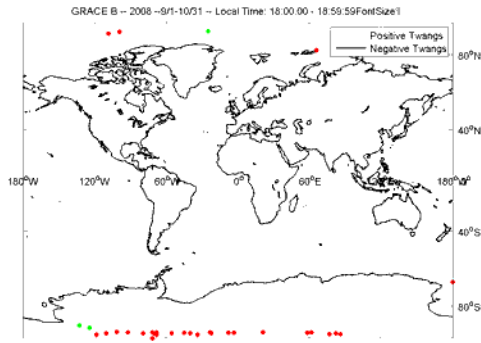 GRACE B -- 2008 --9/1-10/31 -- Local Time: 18:00.00 - 18:59:59FontSize'l
Positive Twangs
Negative Twangs
80°N
40°N
180°W
120°W
60°W
0°
60°E
180°W
40°S
80°S